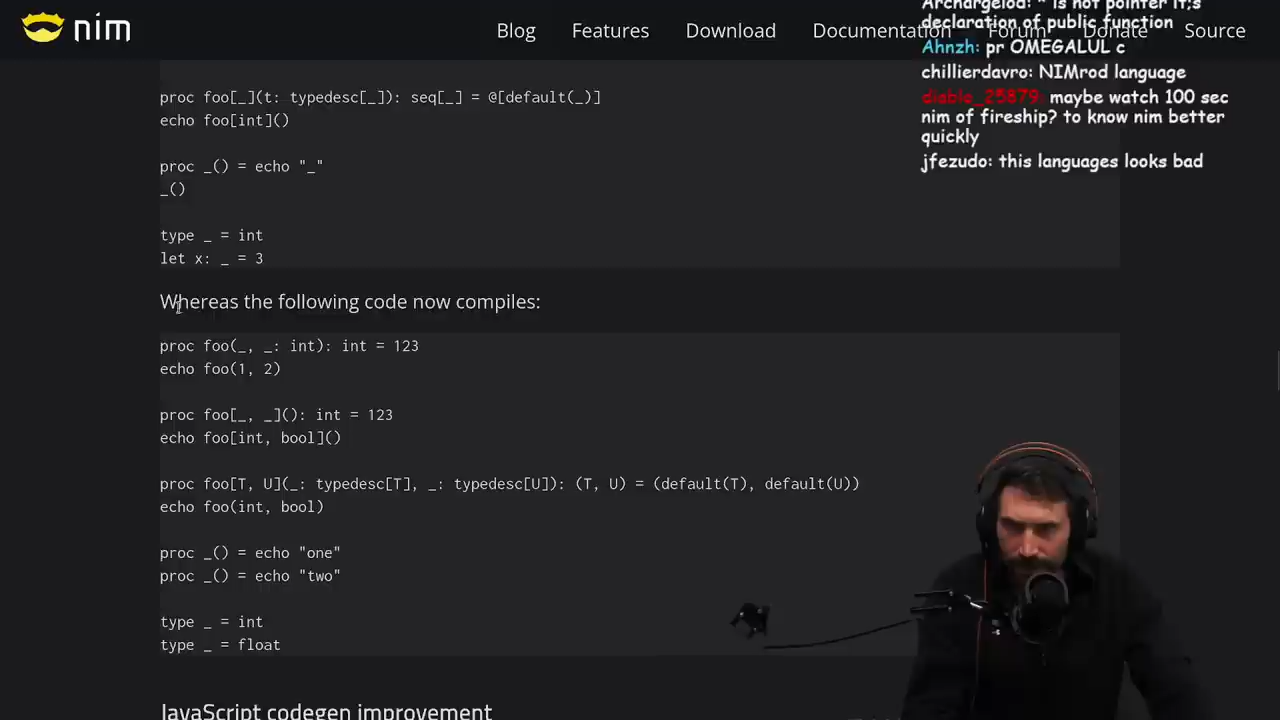 nim
Blog
Features
Download
Documentation
Forum
Donate
Source
Archargelod: * is not pointer it;s
declaration of public function
Ahnzh: pr OMEGALUL c
chillierdavro: NIMrod language
diablo_25879: maybe watch 100 sec
nim of fireship? to know nim better
quickly
jfezudo: this languages looks bad
proc foo[_](t: typedesc[_]): seq[_] = @[default(_)]
echo foo[int]()
proc _() = echo "_"
_()
type _ = int
let x: _ = 3
Whereas the following code now compiles:
proc foo(_, _: int): int = 123
echo foo(1, 2)
proc foo[_, _](): int = 123
echo foo[int, bool]()
proc foo[T, U](_: typedesc[T], _: typedesc[U]): (T, U) = (default(T), default(U))
echo foo(int, bool)
proc _() = echo "one"
proc _() = echo "two"
type _ = int
type _ = float
JavaScript codegen improvement